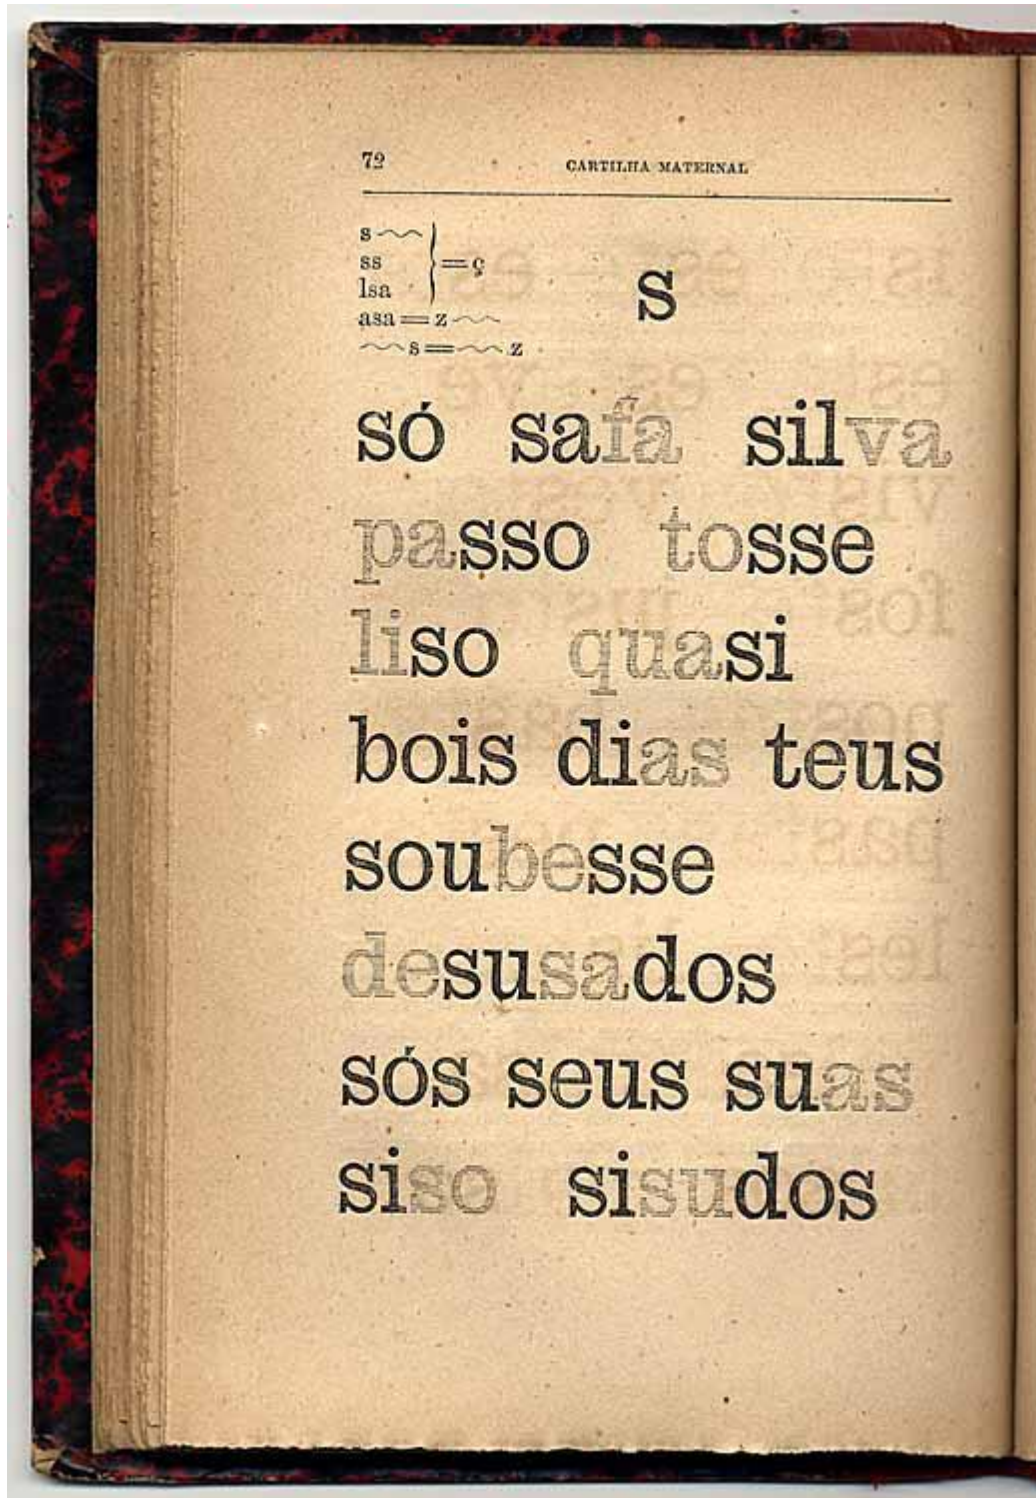 72 CARTILHA MATERNAL
s~~
ss
lsa
} = ç
asa = z~~
~~s = ~~z
s
só safa silva
passo tosse
liso quasi
bois dias teus
soubesse
desusados
sós seus suas
siso sisudos